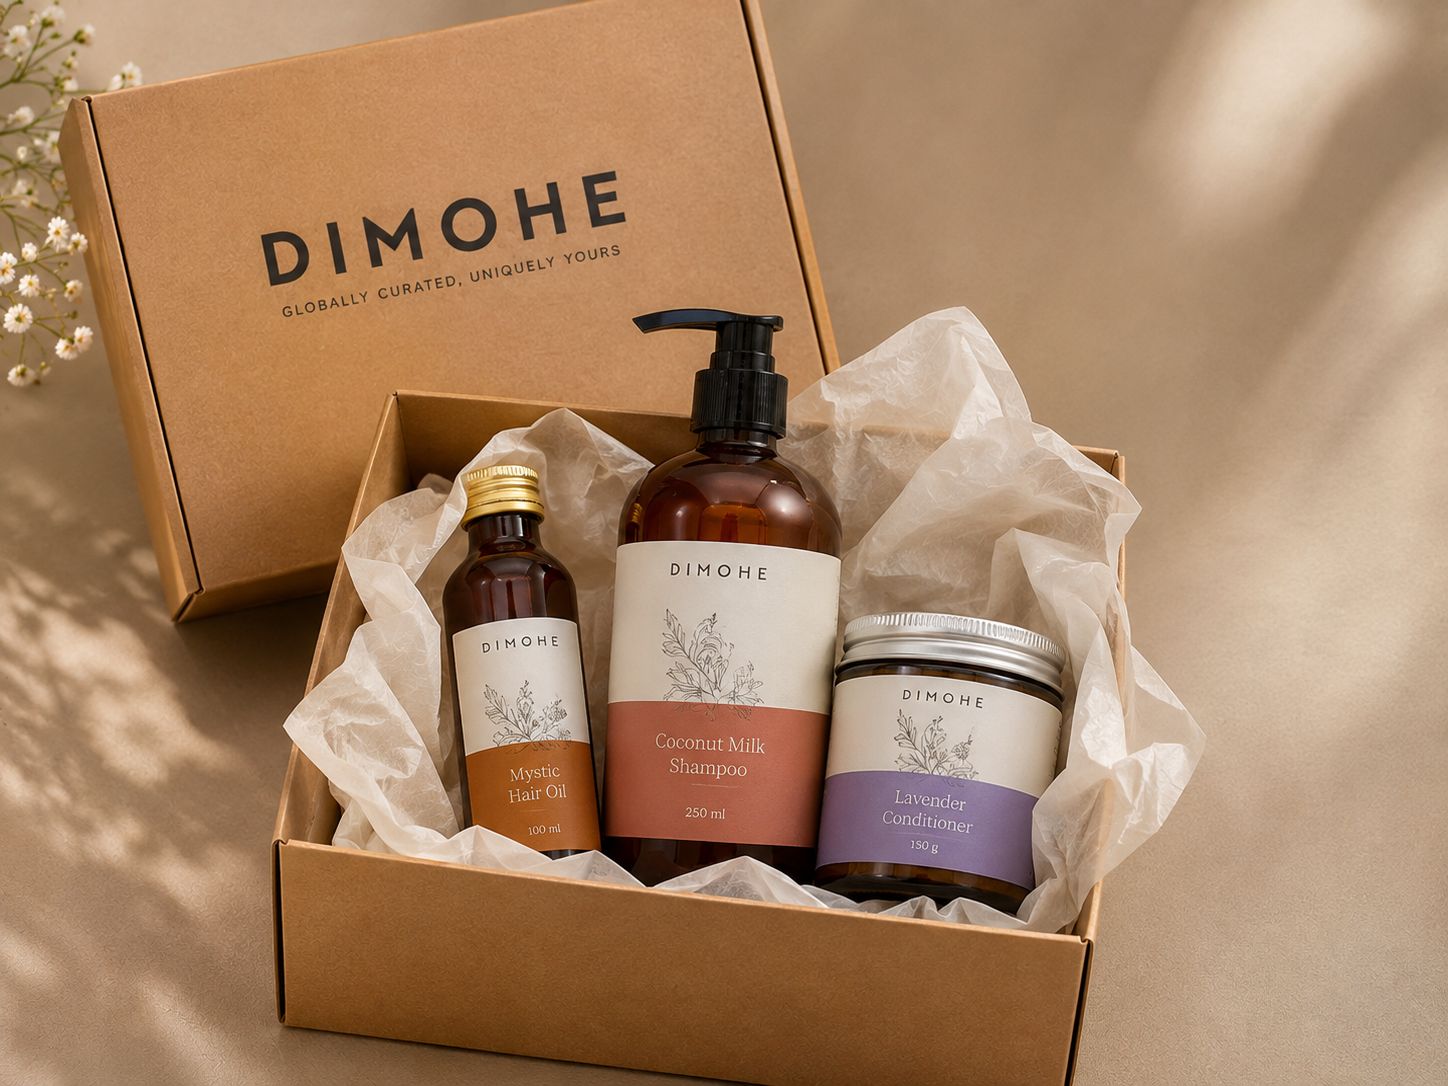 DIMOHE
GLOBALLY CURATED, UNIQUELY YOURS
DIMOHE
Mystic
Hair Oil
100 ml
DIMOHE
Coconut Milk
Shampoo
250 ml
DIMOHE
Lavender
Conditioner
150 g